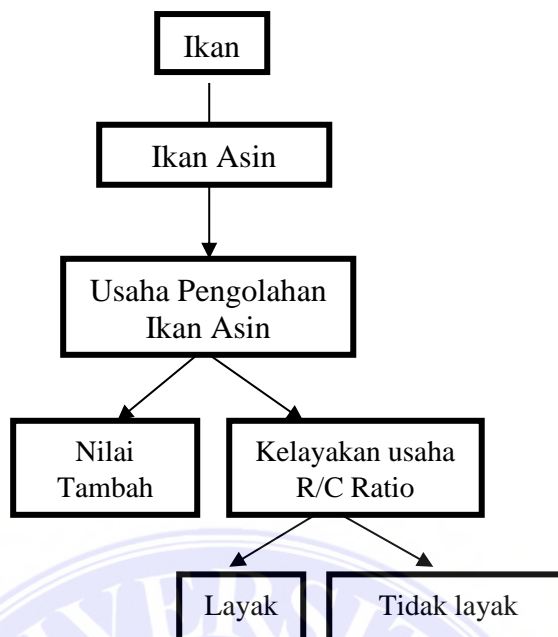 Ikan
Ikan Asin
Usaha Pengolahan
Ikan Asin
Nilai
Tambah
Kelayakan usaha
R/C Ratio
Layak
Tidak layak